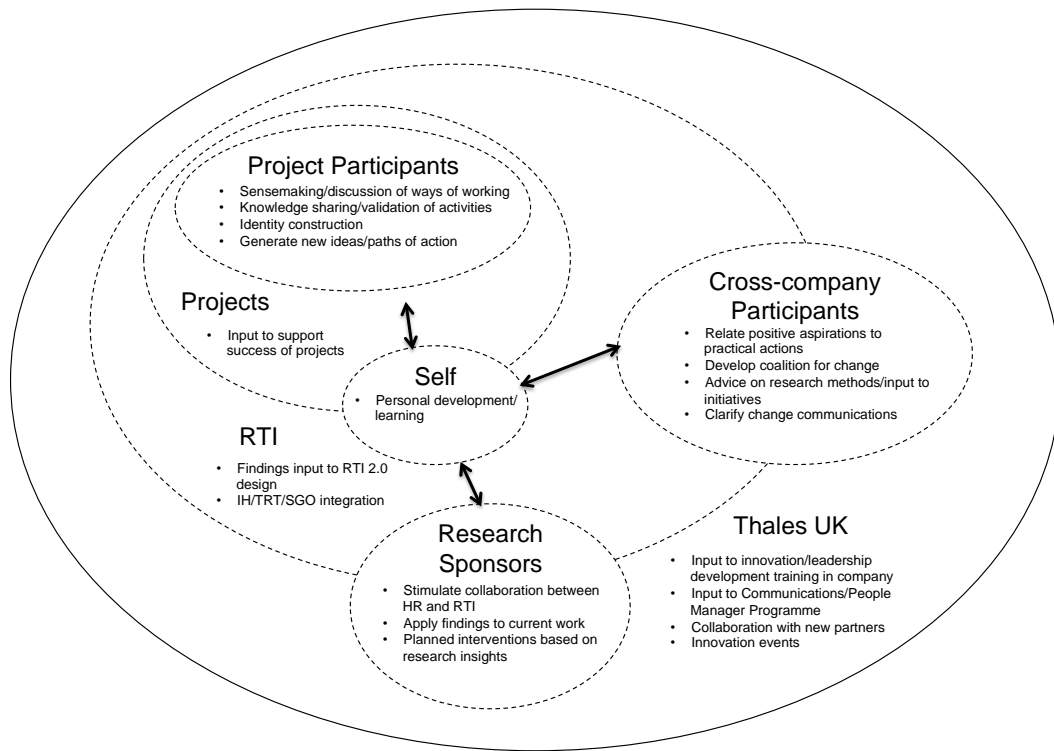 Project Participants
• Sensemaking/discussion of ways of working
• Knowledge sharing/validation of activities
• Identity construction
• Generate new ideas/paths of action
Projects
• Input to support
success of projects
Self
• Personal development/
learning
Cross-company
Participants
• Relate positive aspirations to
practical actions
• Develop coalition for change
• Advice on research methods/input to
initiatives
• Clarify change communications
RTI
• Findings input to RTI 2.0
design
• IH/TRT/SGO integration
Research
Sponsors
• Stimulate collaboration between
HR and RTI
• Apply findings to current work
• Planned interventions based on
research insights
Thales UK
• Input to innovation/leadership
development training in company
• Input to Communications/People
Manager Programme
• Collaboration with new partners
• Innovation events